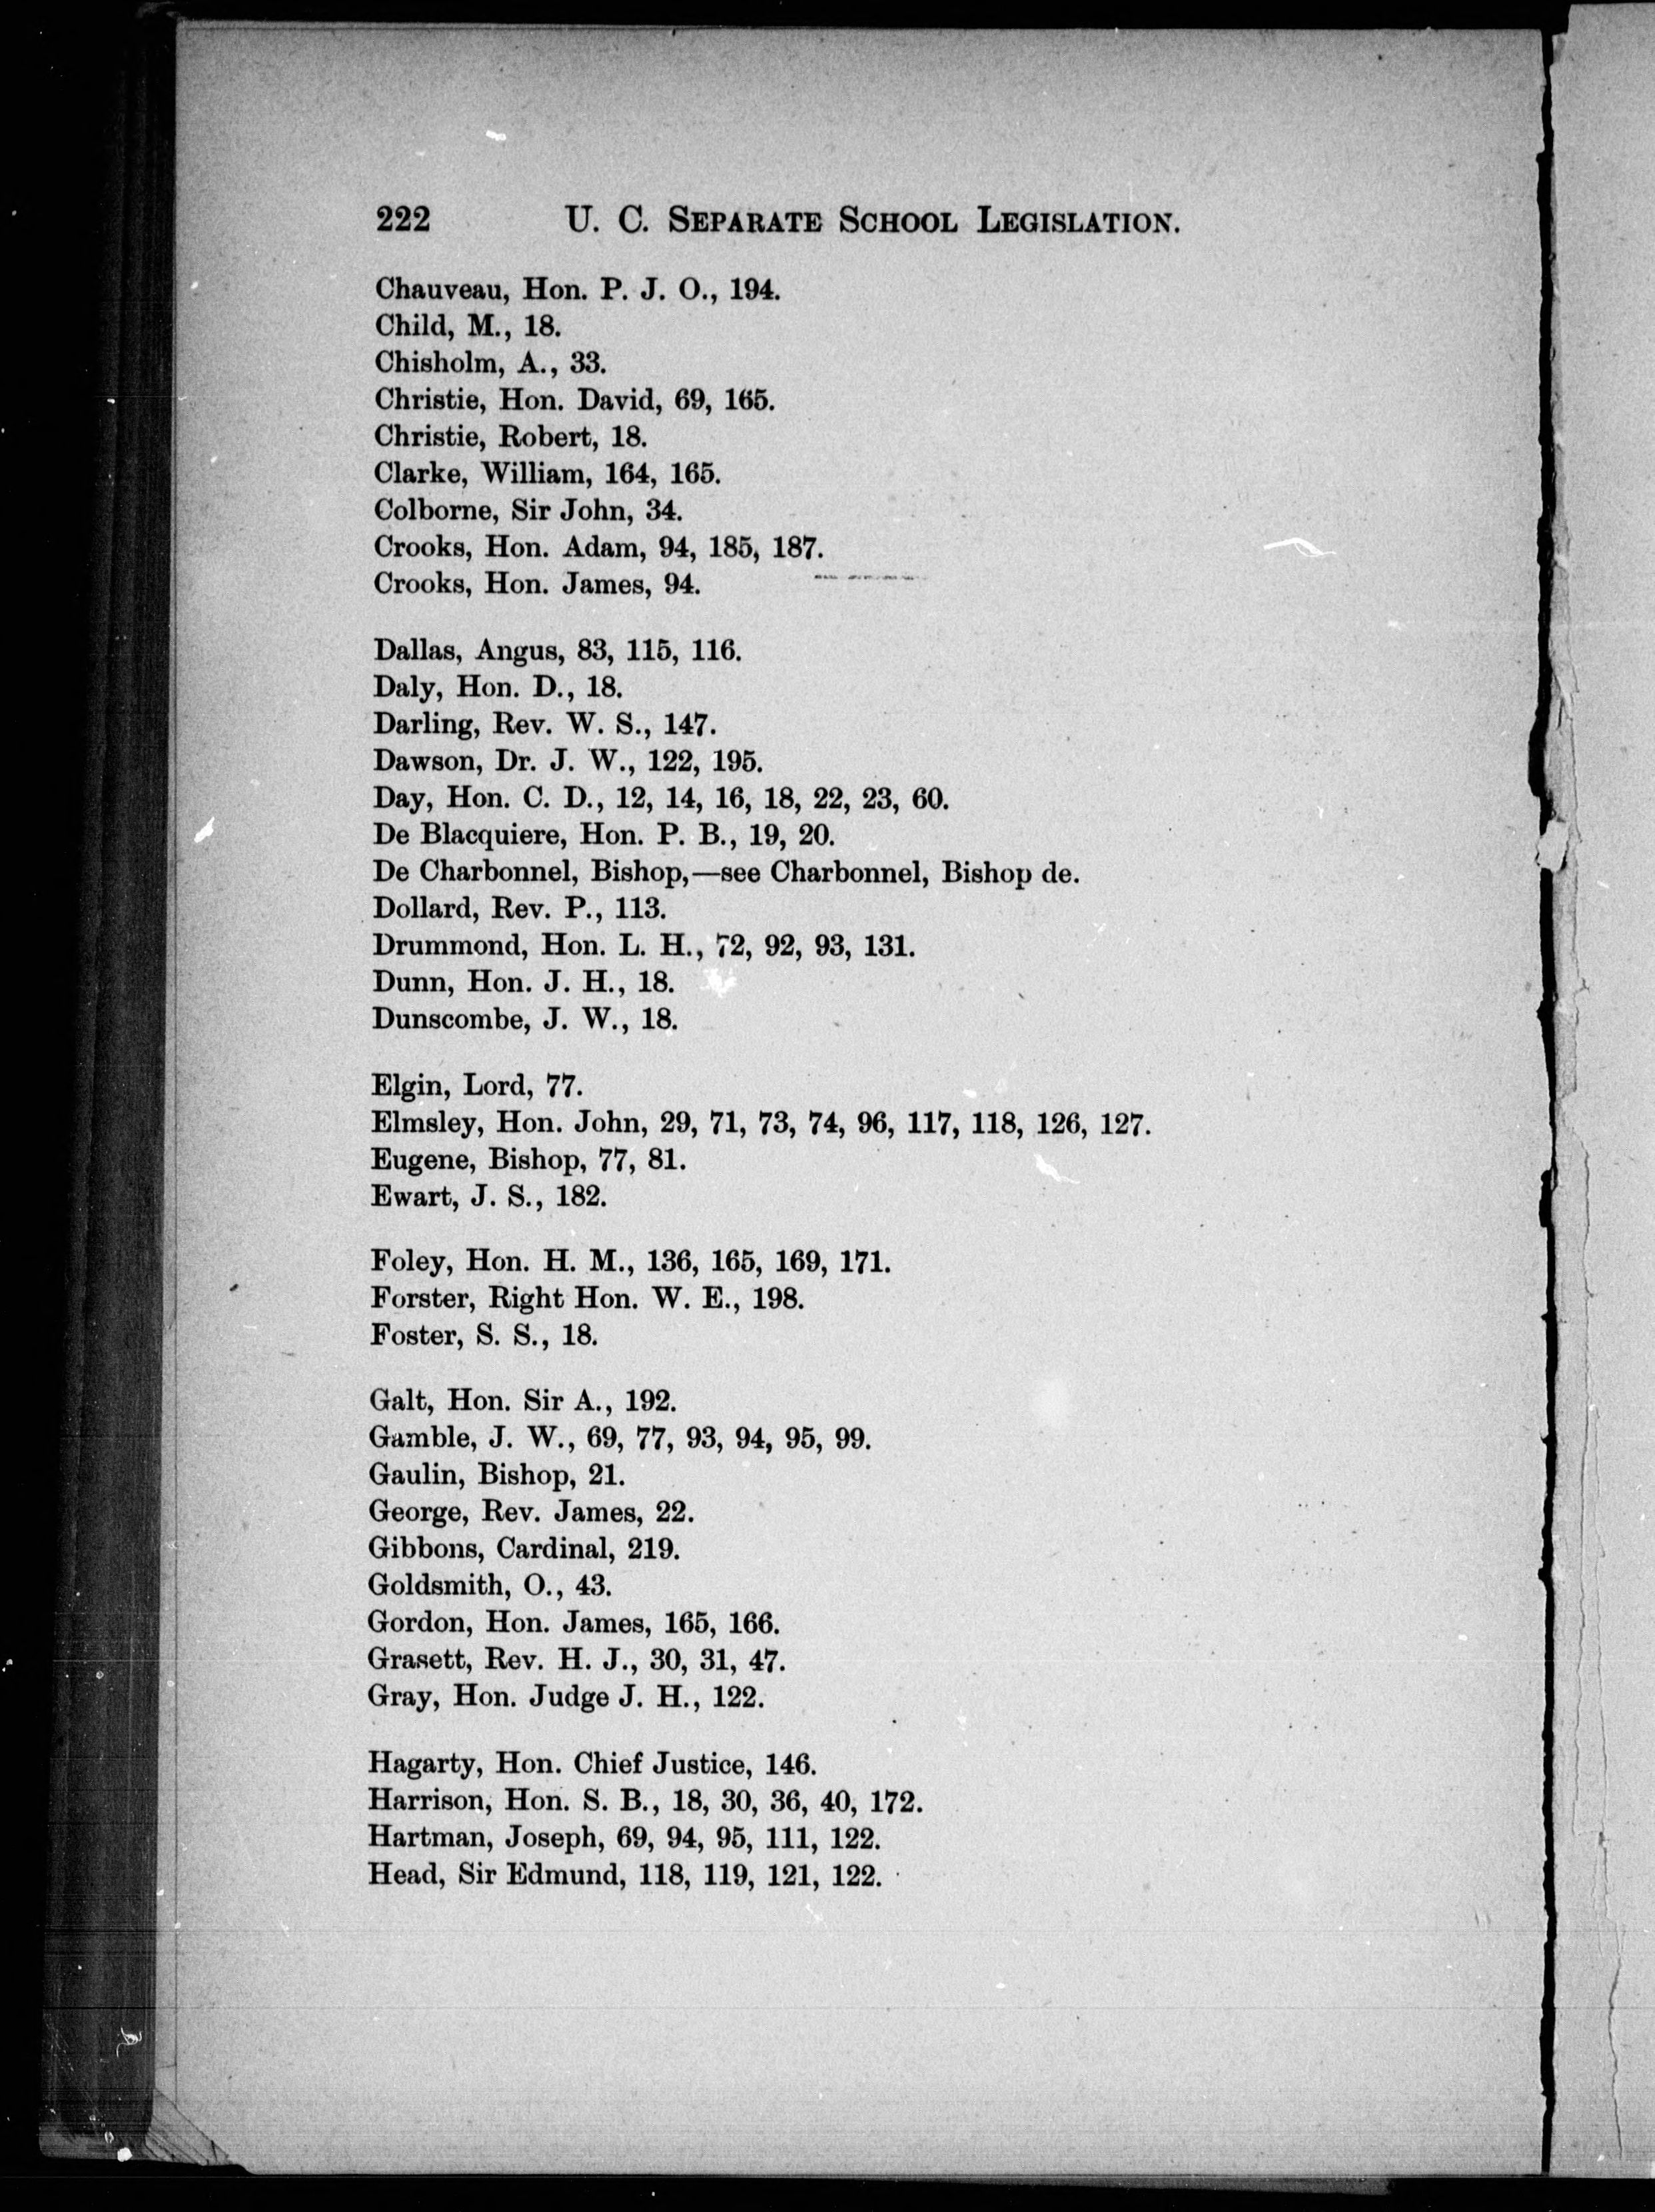 222 U. C. SEPARATE SCHOOL LEGISLATION.
Chauveau, Hon. P. J. O., 194.
Child, M., 18.
Chisholm, A., 33.
Christie, Hon. David, 69, 165.
Christie, Robert, 18.
Clarke, William, 164, 165.
Colborne, Sir John, 34.
Crooks, Hon. Adam, 94, 185, 187.
Crooks, Hon. James, 94.
Dallas, Angus, 83, 115, 116.
Daly, Hon. D., 18.
Darling, Rev. W. S., 147.
Dawson, Dr. J. W., 122, 195.
Day, Hon. C. D., 12, 14, 16, 18, 22, 23, 60.
De Blacquiere, Hon. P. B., 19, 20.
De Charbonnel, Bishop,—see Charbonnel, Bishop de.
Dollard, Rev. P., 113.
Drummond, Hon. L. H., 72, 92, 93, 131.
Dunn, Hon. J. H., 18.
Dunscombe, J. W., 18.
Elgin, Lord, 77.
Elmsley, Hon. John, 29, 71, 73, 74, 96, 117, 118, 126, 127.
Eugene, Bishop, 77, 81.
Ewart, J. S., 182.
Foley, Hon. H. M., 136, 165, 169, 171.
Forster, Right Hon. W. E., 198.
Foster, S. S., 18.
Galt, Hon. Sir A., 192.
Gamble, J. W., 69, 77, 93, 94, 95, 99.
Gaulin, Bishop, 21.
George, Rev. James, 22.
Gibbons, Cardinal, 219.
Goldsmith, O., 43.
Gordon, Hon. James, 165, 166.
Grasett, Rev. H. J., 30, 31, 47.
Gray, Hon. Judge J. H., 122.
Hagarty, Hon. Chief Justice, 146.
Harrison, Hon. S. B., 18, 30, 36, 40, 172.
Hartman, Joseph, 69, 94, 95, 111, 122.
Head, Sir Edmund, 118, 119, 121, 122.